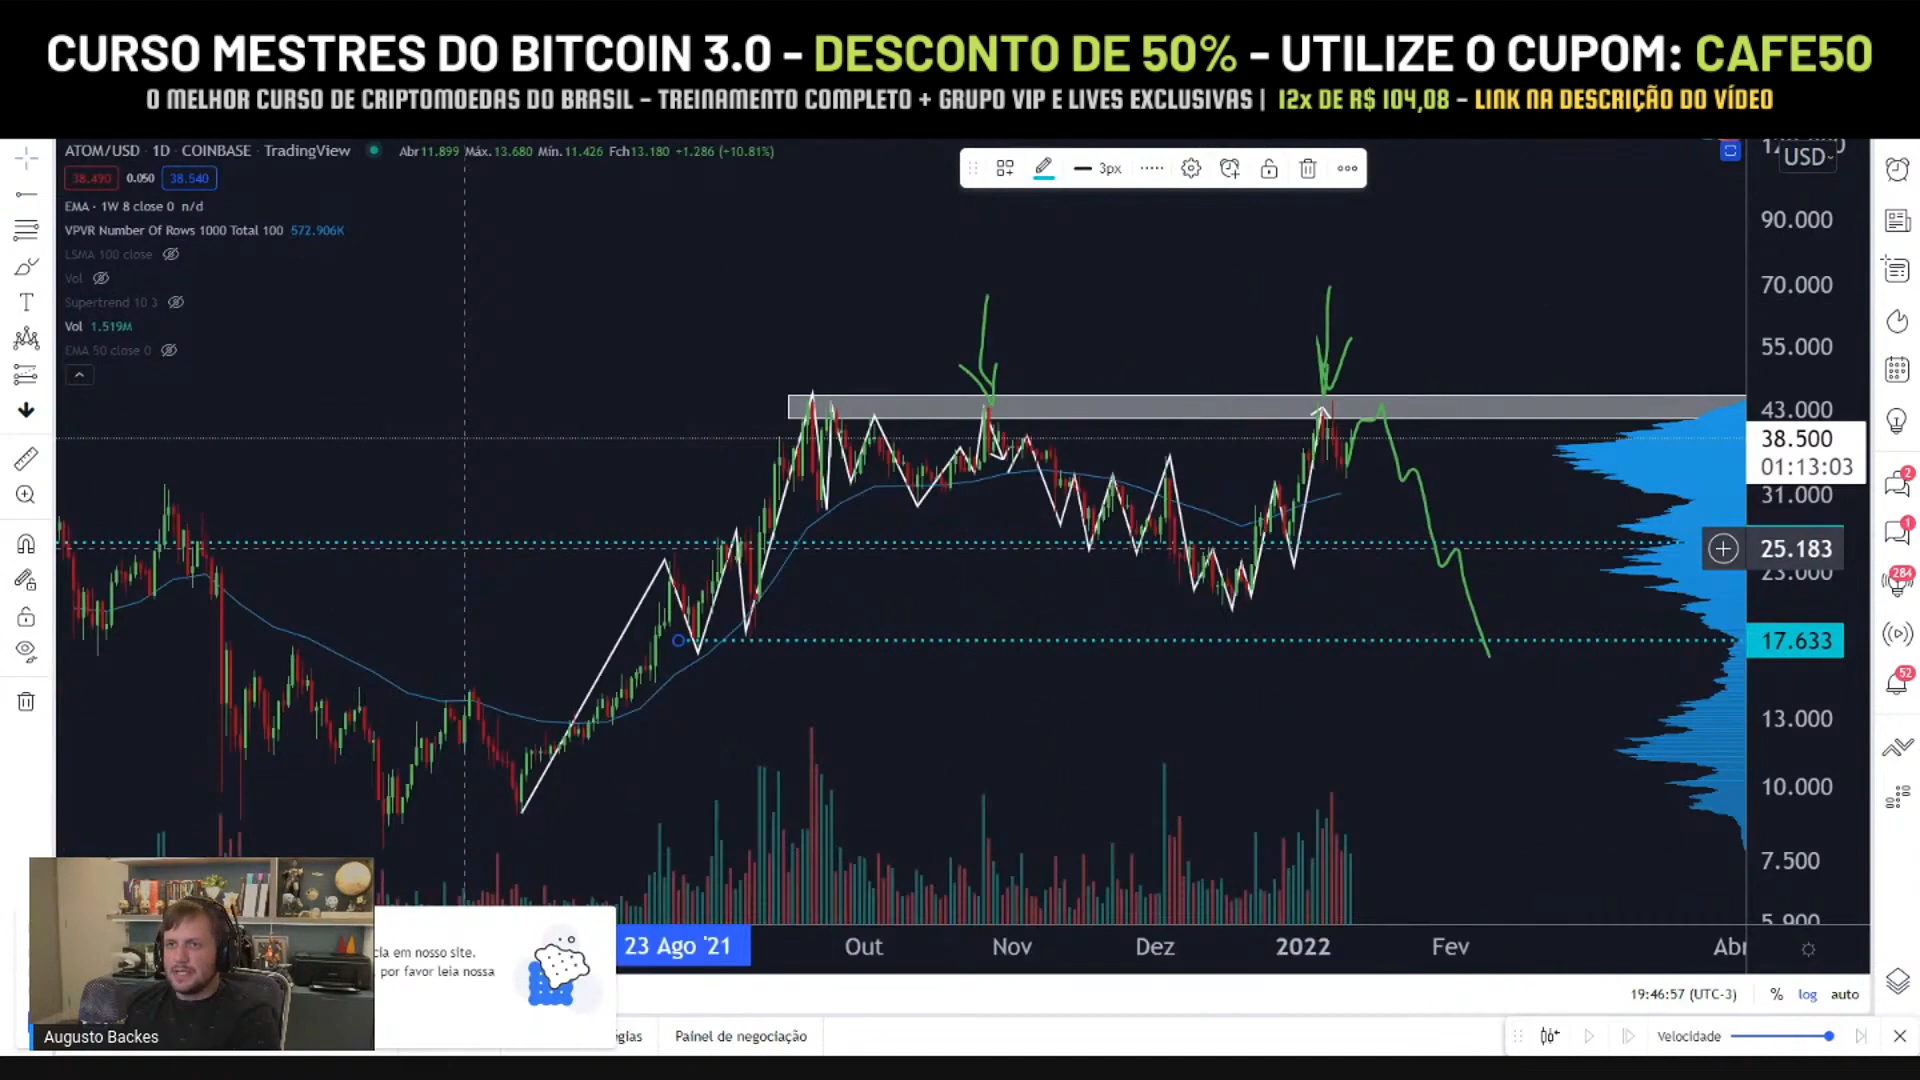 CURSO MESTRES DO BITCOIN 3.0 - DESCONTO DE 50% - UTILIZE O CUPOM: CAFE50
O MELHOR CURSO DE CRIPTOMOEDAS DO BRASIL - TREINAMENTO COMPLETO + GRUPO VIP E LIVES EXCLUSIVAS | 12x DE R$ 104,08 - LINK NA DESCRIÇÃO DO VÍDEO
ATOM/USD · 1D · COINBASE · TradingView Abr11.899 Máx.13.680 Mín.11.426 Fch13.180 +1.286 (+10.81%)
38.490 0.050 38.540
EMA · 1W 8 close 0 n/d
VPVR Number Of Rows 1000 Total 100 572.906K
LSMA 100 close
Vol
Supertrend 10 3
Vol 1.519M
EMA 50 close 0
3px
USD
90.000
70.000
55.000
43.000
38.500
01:13:03
31.000
25.183
23.000
17.633
13.000
10.000
7.500
5.900
2
1
284
52
23 Ago '21 Out Nov Dez 2022 Fev Abr
cia em nosso site.
por favor leia nossa
19:46:57 (UTC-3) % log auto
Augusto Backes
égias Painel de negociação Velocidade